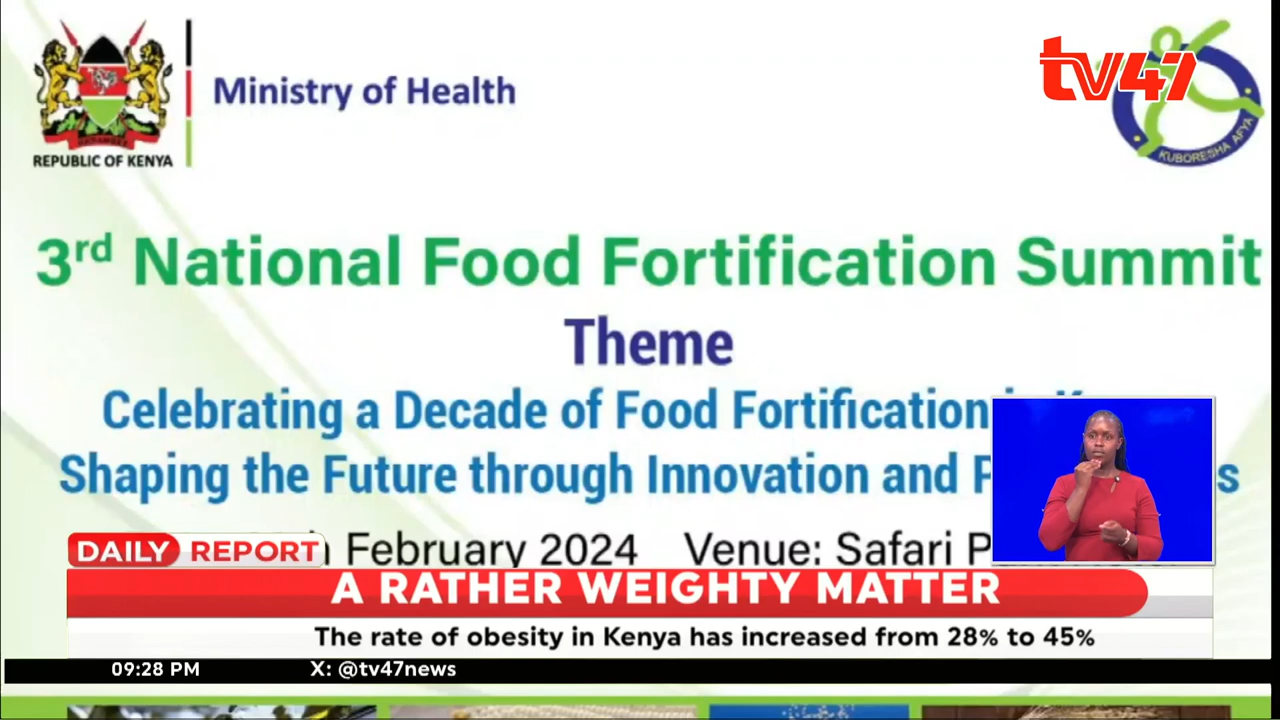 Ministry of Health
REPUBLIC OF KENYA
tv47
KUBORESHA AFYA
3rd National Food Fortification Summit
Theme
Celebrating a Decade of Food Fortification
Shaping the Future through Innovation and
February 2024 Venue: Safari
DAILY REPORT
A RATHER WEIGHTY MATTER
The rate of obesity in Kenya has increased from 28% to 45%
09:28 PM X: @tv47news